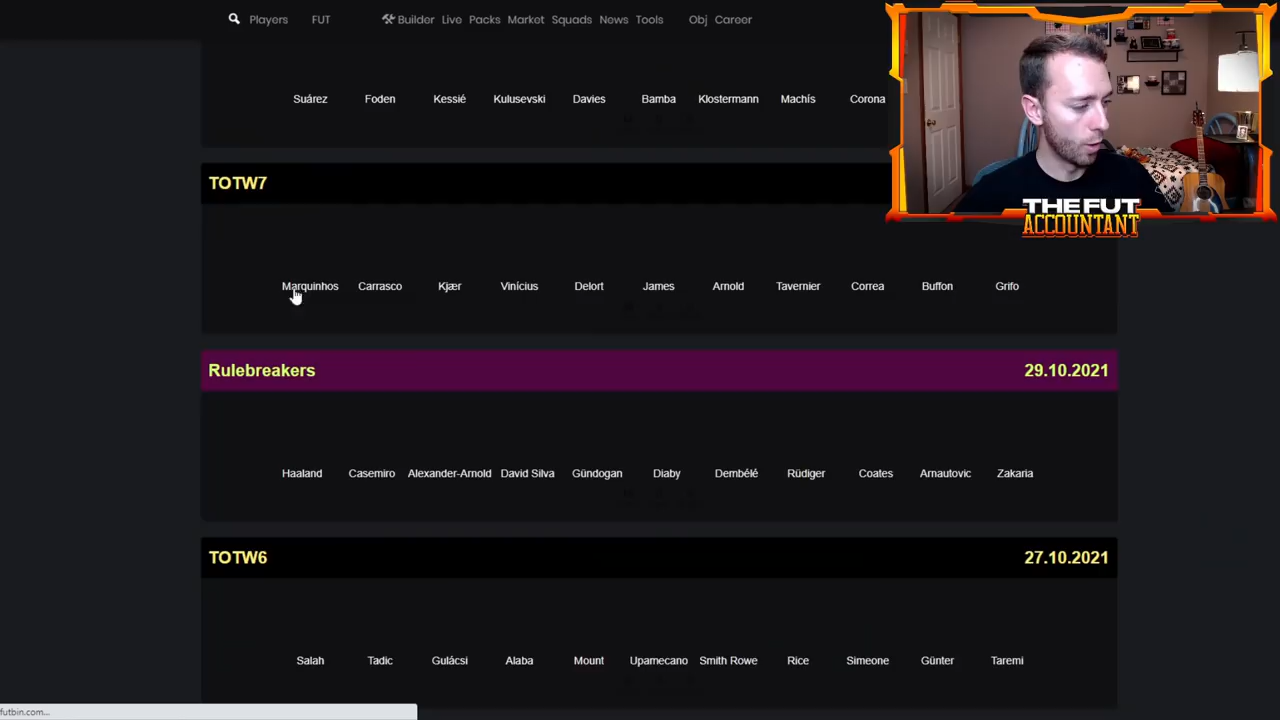 Players FUT Builder Live Packs Market Squads News Tools Obj Career
Suárez Foden Kessié Kulusevski Davies Bamba Klostermann Machís Corona
THE FUT
ACCOUNTANT
TOTW7
Marquinhos Carrasco Kjær Vinícius Delort James Arnold Tavernier Correa Buffon Grifo
Rulebreakers 29.10.2021
Haaland Casemiro Alexander-Arnold David Silva Gündogan Diaby Dembélé Rüdiger Coates Arnautovic Zakaria
TOTW6 27.10.2021
Salah Tadic Gulácsi Alaba Mount Upamecano Smith Rowe Rice Simeone Günter Taremi
futbin.com...